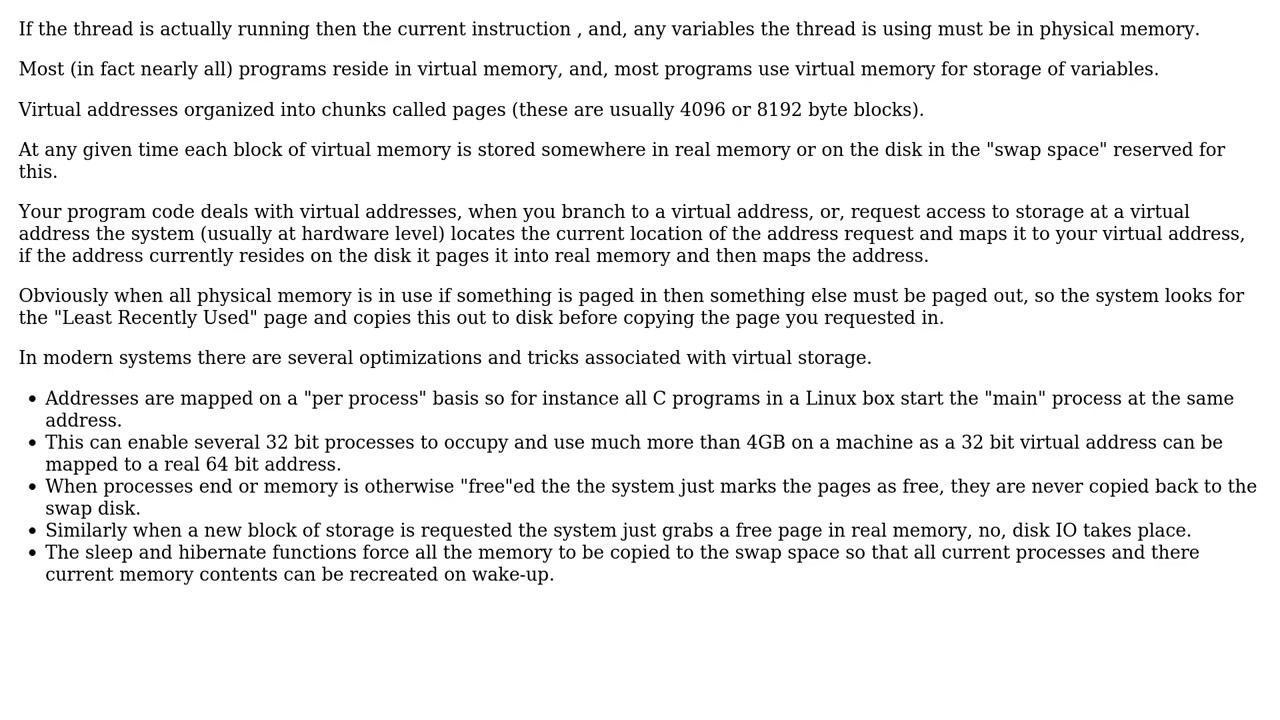 If the thread is actually running then the current instruction , and, any variables the thread is using must be in physical memory.
Most (in fact nearly all) programs reside in virtual memory, and, most programs use virtual memory for storage of variables.
Virtual addresses organized into chunks called pages (these are usually 4096 or 8192 byte blocks).
At any given time each block of virtual memory is stored somewhere in real memory or on the disk in the "swap space" reserved for
this.
Your program code deals with virtual addresses, when you branch to a virtual address, or, request access to storage at a virtual
address the system (usually at hardware level) locates the current location of the address request and maps it to your virtual address,
if the address currently resides on the disk it pages it into real memory and then maps the address.
Obviously when all physical memory is in use if something is paged in then something else must be paged out, so the system looks for
the "Least Recently Used" page and copies this out to disk before copying the page you requested in.
In modern systems there are several optimizations and tricks associated with virtual storage.
• Addresses are mapped on a "per process" basis so for instance all C programs in a Linux box start the "main" process at the same
address.
• This can enable several 32 bit processes to occupy and use much more than 4GB on a machine as a 32 bit virtual address can be
mapped to a real 64 bit address.
• When processes end or memory is otherwise "free"ed the the system just marks the pages as free, they are never copied back to the
swap disk.
• Similarly when a new block of storage is requested the system just grabs a free page in real memory, no, disk IO takes place.
• The sleep and hibernate functions force all the memory to be copied to the swap space so that all current processes and there
current memory contents can be recreated on wake-up.